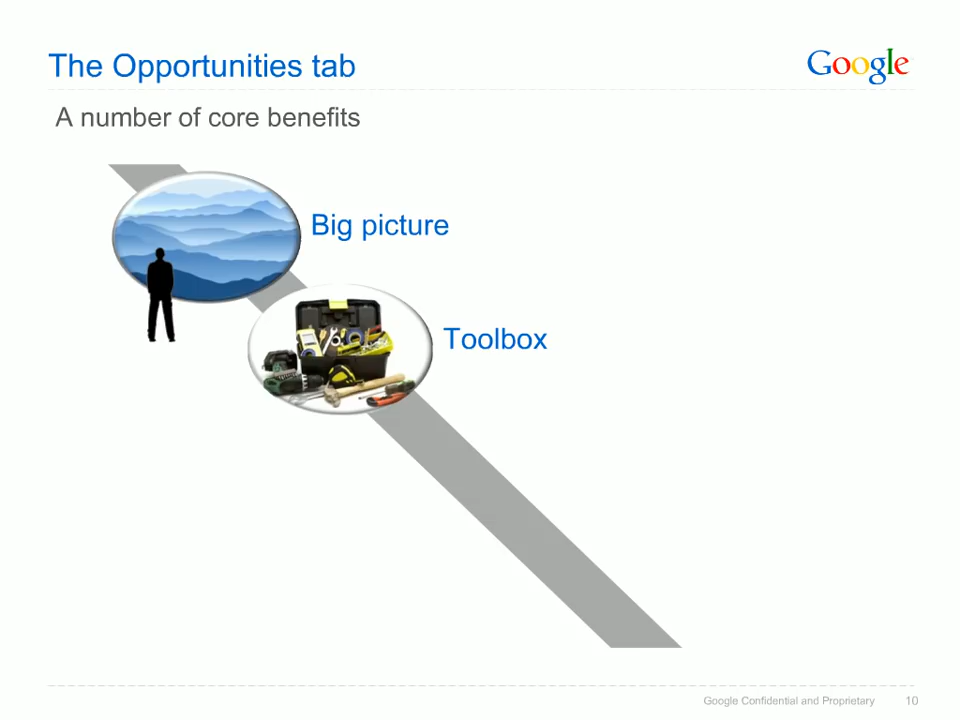 The Opportunities tab
Google
A number of core benefits
Big picture
Toolbox
Google Confidential and Proprietary 10